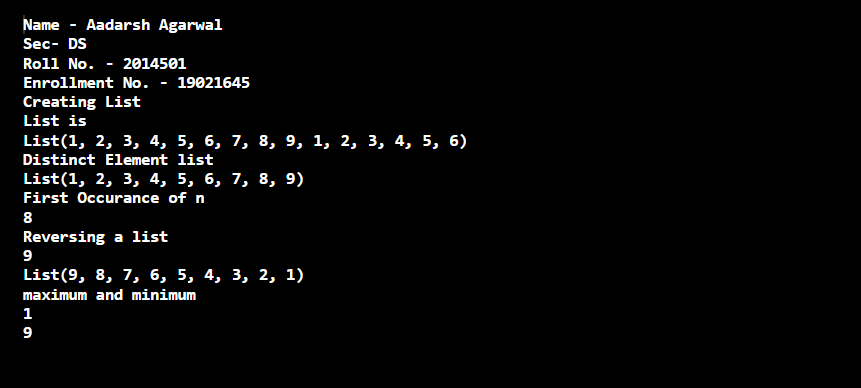 Name - Aadarsh Agarwal
Sec- DS
Roll No. - 2014501
Enrollment No. - 19021645
Creating List
List is
List(1, 2, 3, 4, 5, 6, 7, 8, 9, 1, 2, 3, 4, 5, 6)
Distinct Element list
List(1, 2, 3, 4, 5, 6, 7, 8, 9)
First Occurance of n
8
Reversing a list
9
List(9, 8, 7, 6, 5, 4, 3, 2, 1)
maximum and minimum
1
9